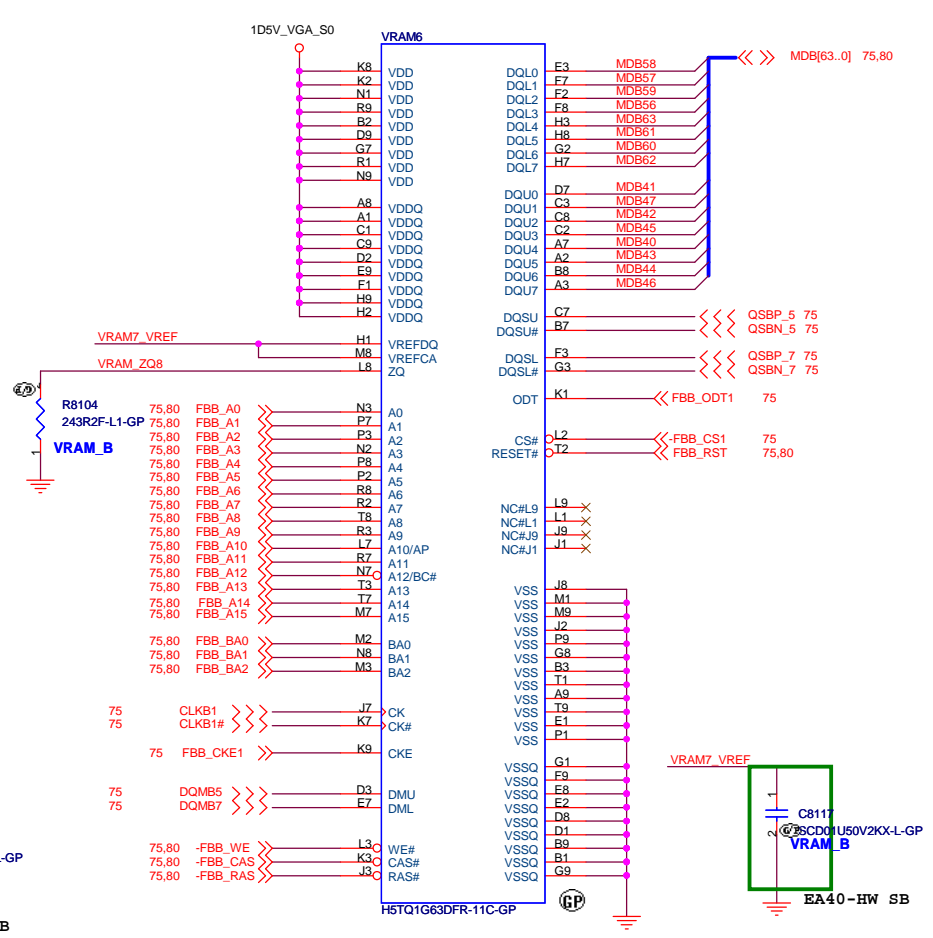 1D5V_VGA_S0
VRAM6
K8 VDD
K2 VDD
N1 VDD
R9 VDD
B2 VDD
D9 VDD
G7 VDD
R1 VDD
N9 VDD
A8 VDDQ
A1 VDDQ
C1 VDDQ
C9 VDDQ
D2 VDDQ
E9 VDDQ
F1 VDDQ
H9 VDDQ
H2 VDDQ
VRAM7_VREF H1 VREFDQ
M8 VREFCA
VRAM_ZQ8 L8 ZQ
R8104
243R2F-L1-GP
VRAM_B
1
75,80 FBB_A0 N3 A0
75,80 FBB_A1 P7 A1
75,80 FBB_A2 P3 A2
75,80 FBB_A3 N2 A3
75,80 FBB_A4 P8 A4
75,80 FBB_A5 P2 A5
75,80 FBB_A6 R8 A6
75,80 FBB_A7 R2 A7
75,80 FBB_A8 T8 A8
75,80 FBB_A9 R3 A9
75,80 FBB_A10 L7 A10/AP
75,80 FBB_A11 R7 A11
75,80 FBB_A12 N7 A12/BC#
75,80 FBB_A13 T3 A13
75,80 FBB_A14 T7 A14
75,80 FBB_A15 M7 A15
75,80 FBB_BA0 M2 BA0
75,80 FBB_BA1 N8 BA1
75,80 FBB_BA2 M3 BA2
75 CLKB1 J7 CK
75 CLKB1# K7 CK#
75 FBB_CKE1 K9 CKE
75 DQMB5 D3 DMU
75 DQMB7 E7 DML
75,80 -FBB_WE L3 WE#
75,80 -FBB_CAS K3 CAS#
75,80 -FBB_RAS J3 RAS#
DQL0 E3 MDB58
DQL1 F7 MDB57
DQL2 F2 MDB59
DQL3 F8 MDB56
DQL4 H3 MDB63
DQL5 H8 MDB61
DQL6 G2 MDB60
DQL7 H7 MDB62
MDB[63..0] 75,80
DQU0 D7 MDB41
DQU1 C3 MDB47
DQU2 C8 MDB42
DQU3 C2 MDB45
DQU4 A7 MDB40
DQU5 A2 MDB43
DQU6 B8 MDB44
DQU7 A3 MDB46
DQSU C7 QSBP_5 75
DQSU# B7 QSBN_5 75
DQSL F3 QSBP_7 75
DQSL# G3 QSBN_7 75
ODT K1 FBB_ODT1 75
CS# L2 -FBB_CS1 75
RESET# T2 FBB_RST 75,80
NC#L9 L9
NC#L1 L1
NC#J9 J9
NC#J1 J1
VSS J8
VSS M1
VSS M9
VSS J2
VSS P9
VSS G8
VSS B3
VSS T1
VSS A9
VSS T9
VSS E1
VSS P1
VSSQ G1
VSSQ F9
VSSQ E8
VSSQ E2
VSSQ D8
VSSQ D1
VSSQ B9
VSSQ B1
VSSQ G9
H5TQ1G63DFR-11C-GP
GP
VRAM7_VREF
1
C8117
2
SCD01U50V2KX-L-GP
VRAM_B
EA40-HW SB
-GP
B